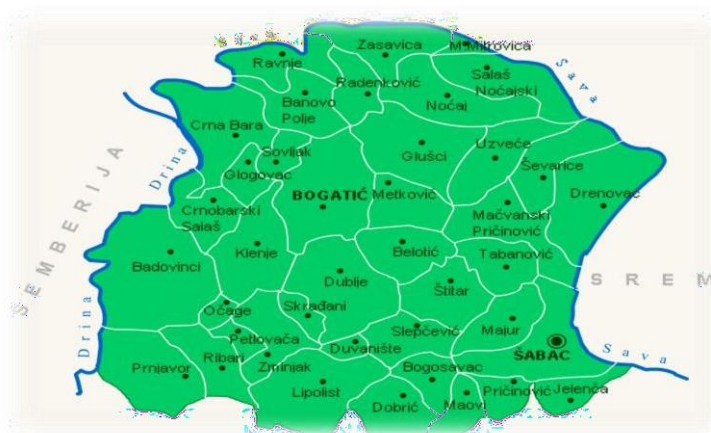 Zasavica
M.Mitrovica
Ravnje
Salaš
Noćajski
Sava
Radenković
Banovo
Polje
Noćaj
Crna Bara
Sovljak
Glušci
Uzveće
Glogovac
Ševarice
Drina
BOGATIĆ
Metković
Drenovac
Crnobarski
Salaš
Mačvanski
Pričinović
SEMBERIJA
Klenje
Belotić
Tabanović
Badovinci
Dublje
SREM
Štitar
Očage
Skrađani
Drina
Petlovača
Slepčević
Majur
Duvanište
ŠABAC
Sava
Prnjavor
Ribari
Zminjak
Bogosavac
Lipolist
Dobrić
Maovi
Pričinović
Jelenča